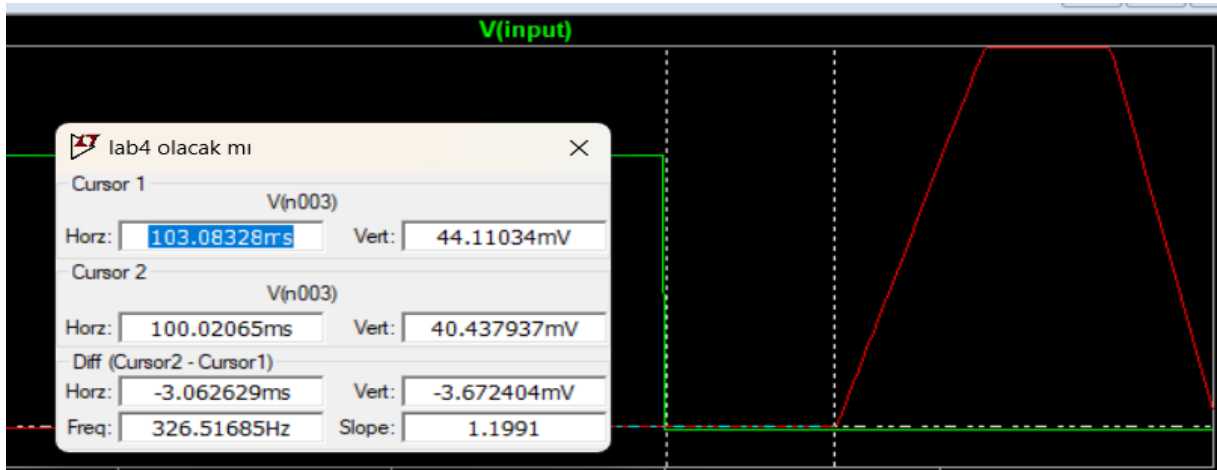 V(input)
lab4 olacak mı
Cursor 1
V(n003)
Horz: 103.08328ms Vert: 44.11034mV
Cursor 2
V(n003)
Horz: 100.02065ms Vert: 40.437937mV
Diff (Cursor2 - Cursor1)
Horz: -3.062629ms Vert: -3.672404mV
Freq: 326.51685Hz Slope: 1.1991